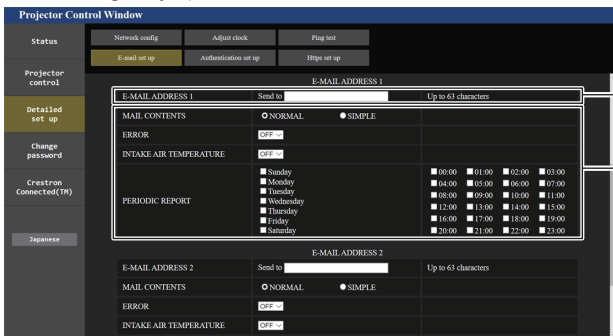 Projector Control Window
Status
Projector
control
Detailed
set up
Change
password
Crestron
Connected(TM)
Japanese
Network config Adjust clock Ping test
E-mail set up Authentication set up Https set up
E-MAIL ADDRESS 1
E-MAIL ADDRESS 1 Send to Up to 63 characters
MAIL CONTENTS NORMAL SIMPLE
ERROR OFF
INTAKE AIR TEMPERATURE OFF
PERIODIC REPORT
Sunday
Monday
Tuesday
Wednesday
Thursday
Friday
Saturday
00:00 01:00 02:00 03:00
04:00 05:00 06:00 07:00
08:00 09:00 10:00 11:00
12:00 13:00 14:00 15:00
16:00 17:00 18:00 19:00
20:00 21:00 22:00 23:00
E-MAIL ADDRESS 2
E-MAIL ADDRESS 2 Send to Up to 63 characters
MAIL CONTENTS NORMAL SIMPLE
ERROR OFF
INTAKE AIR TEMPERATURE OFF